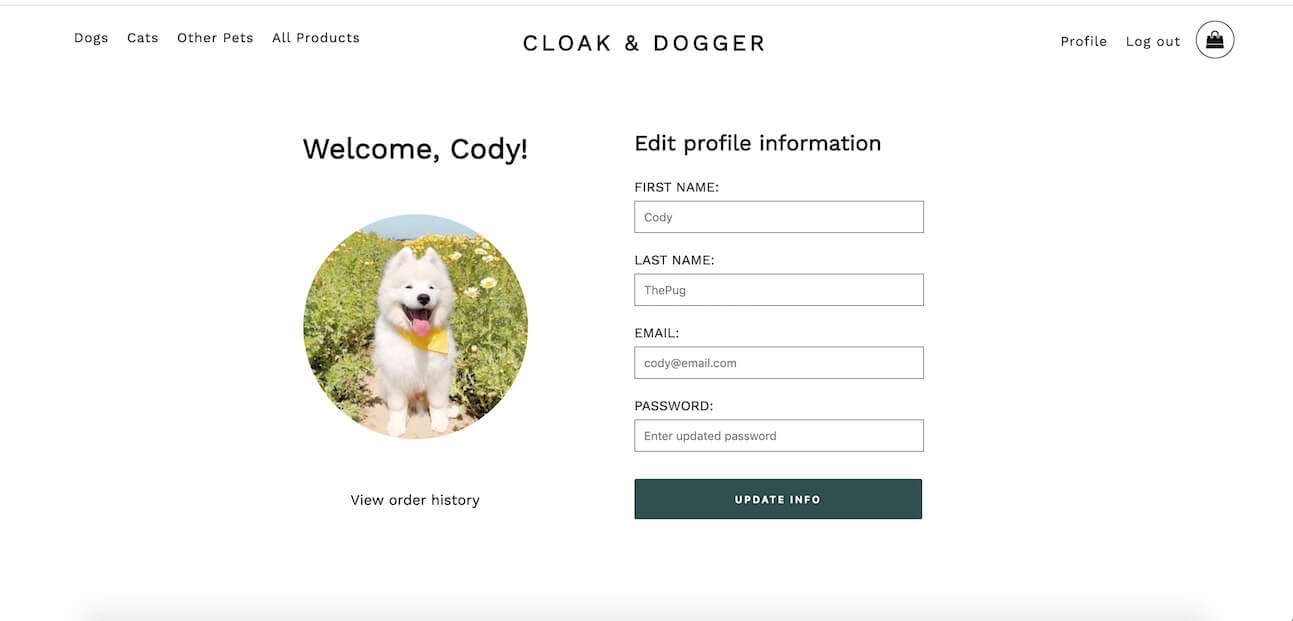 Dogs Cats Other Pets All Products
CLOAK & DOGGER
Profile Log out
Welcome, Cody!
View order history
Edit profile information
FIRST NAME:
Cody
LAST NAME:
ThePug
EMAIL:
cody@email.com
PASSWORD:
Enter updated password
UPDATE INFO